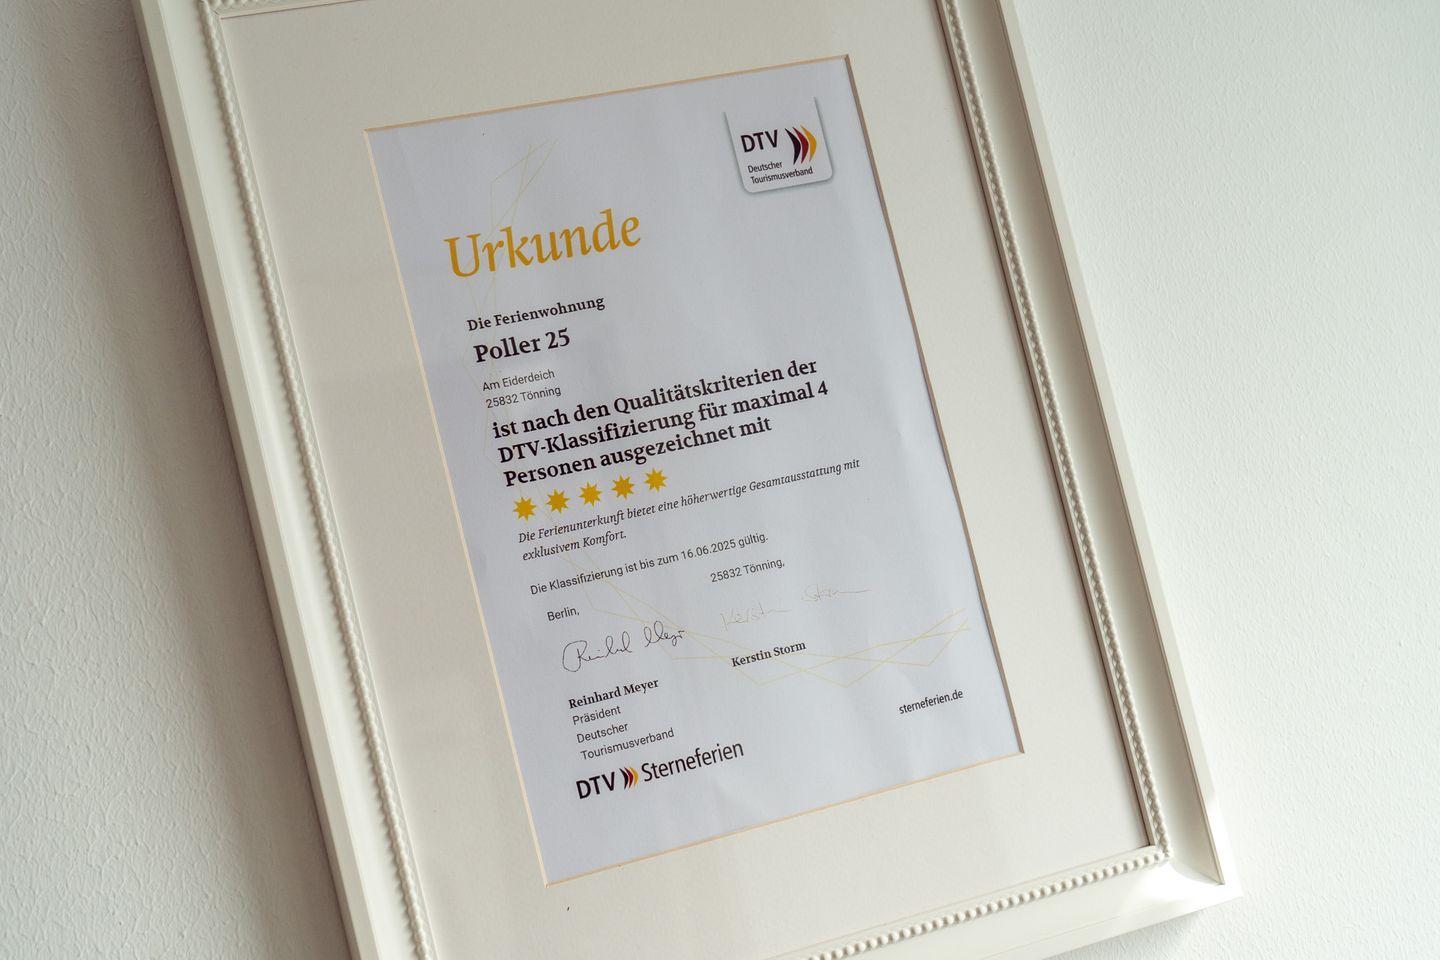 DTV
Deutscher
Tourismusverband
Urkunde
Die Ferienwohnung
Poller 25
Am Eiderdeich
25832 Tönning
ist nach den Qualitätskriterien der
DTV-Klassifizierung für maximal 4
Personen ausgezeichnet mit
Die Ferienunterkunft bietet eine höherwertige Gesamtausstattung mit
exklusivem Komfort.
Die Klassifizierung ist bis zum 16.06.2025 gültig.
Berlin,
25832 Tönning,
Kerstin Storm
Reinhard Meyer
Präsident
Deutscher
Tourismusverband
Kerstin Storm
sterneferien.de
DTV Sterneferien